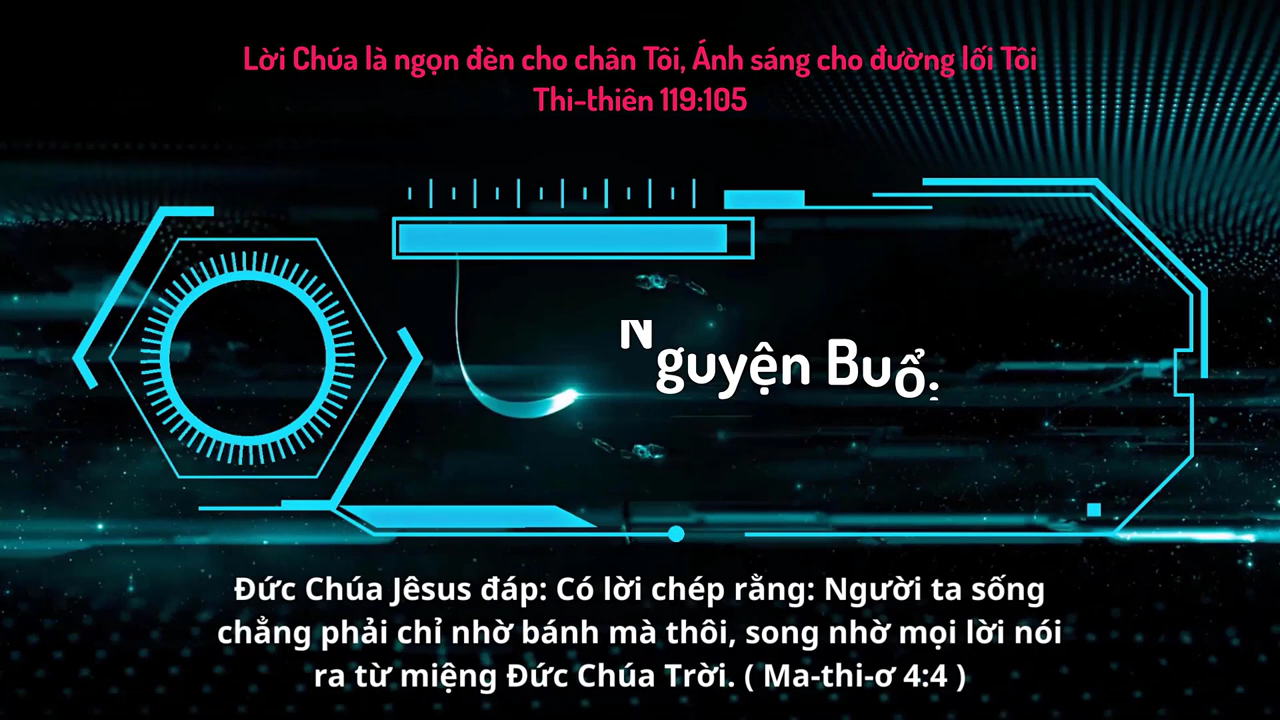 Lời Chúa là ngọn đèn cho chân Tôi, Ánh sáng cho đường lối Tôi
Thi-thiên 119:105
Nguyện
Đức Chúa Jêsus đáp: Có lời chép rằng: Người ta sống
chẳng phải chỉ nhờ bánh mà thôi, song nhờ mọi lời nói
ra từ miệng Đức Chúa Trời. ( Ma-thi-ơ 4:4 )